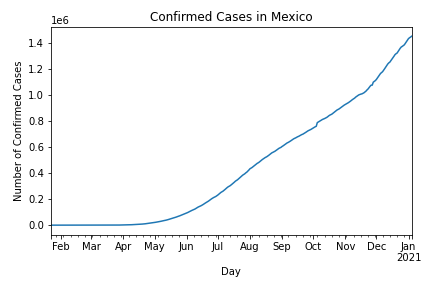 Confirmed Cases in Mexico
1e6
1.4
1.2
1.0
0.8
0.6
0.4
0.2
0.0
Number of Confirmed Cases
Feb Mar Apr May Jun Jul Aug Sep Oct Nov Dec Jan
2021
Day